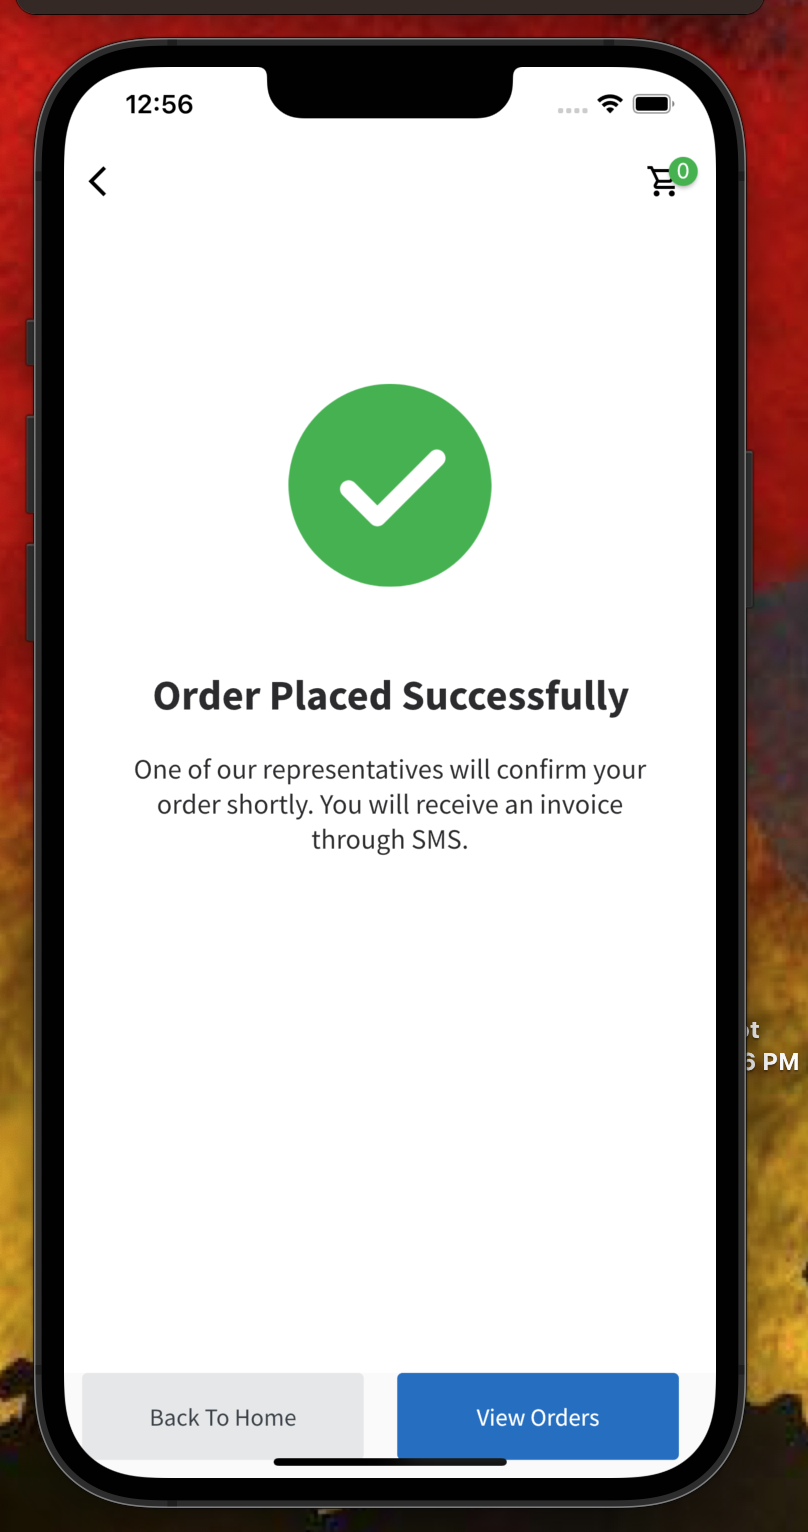 12:56
0
Order Placed Successfully
One of our representatives will confirm your
order shortly. You will receive an invoice
through SMS.
6 PM
Back To Home
View Orders